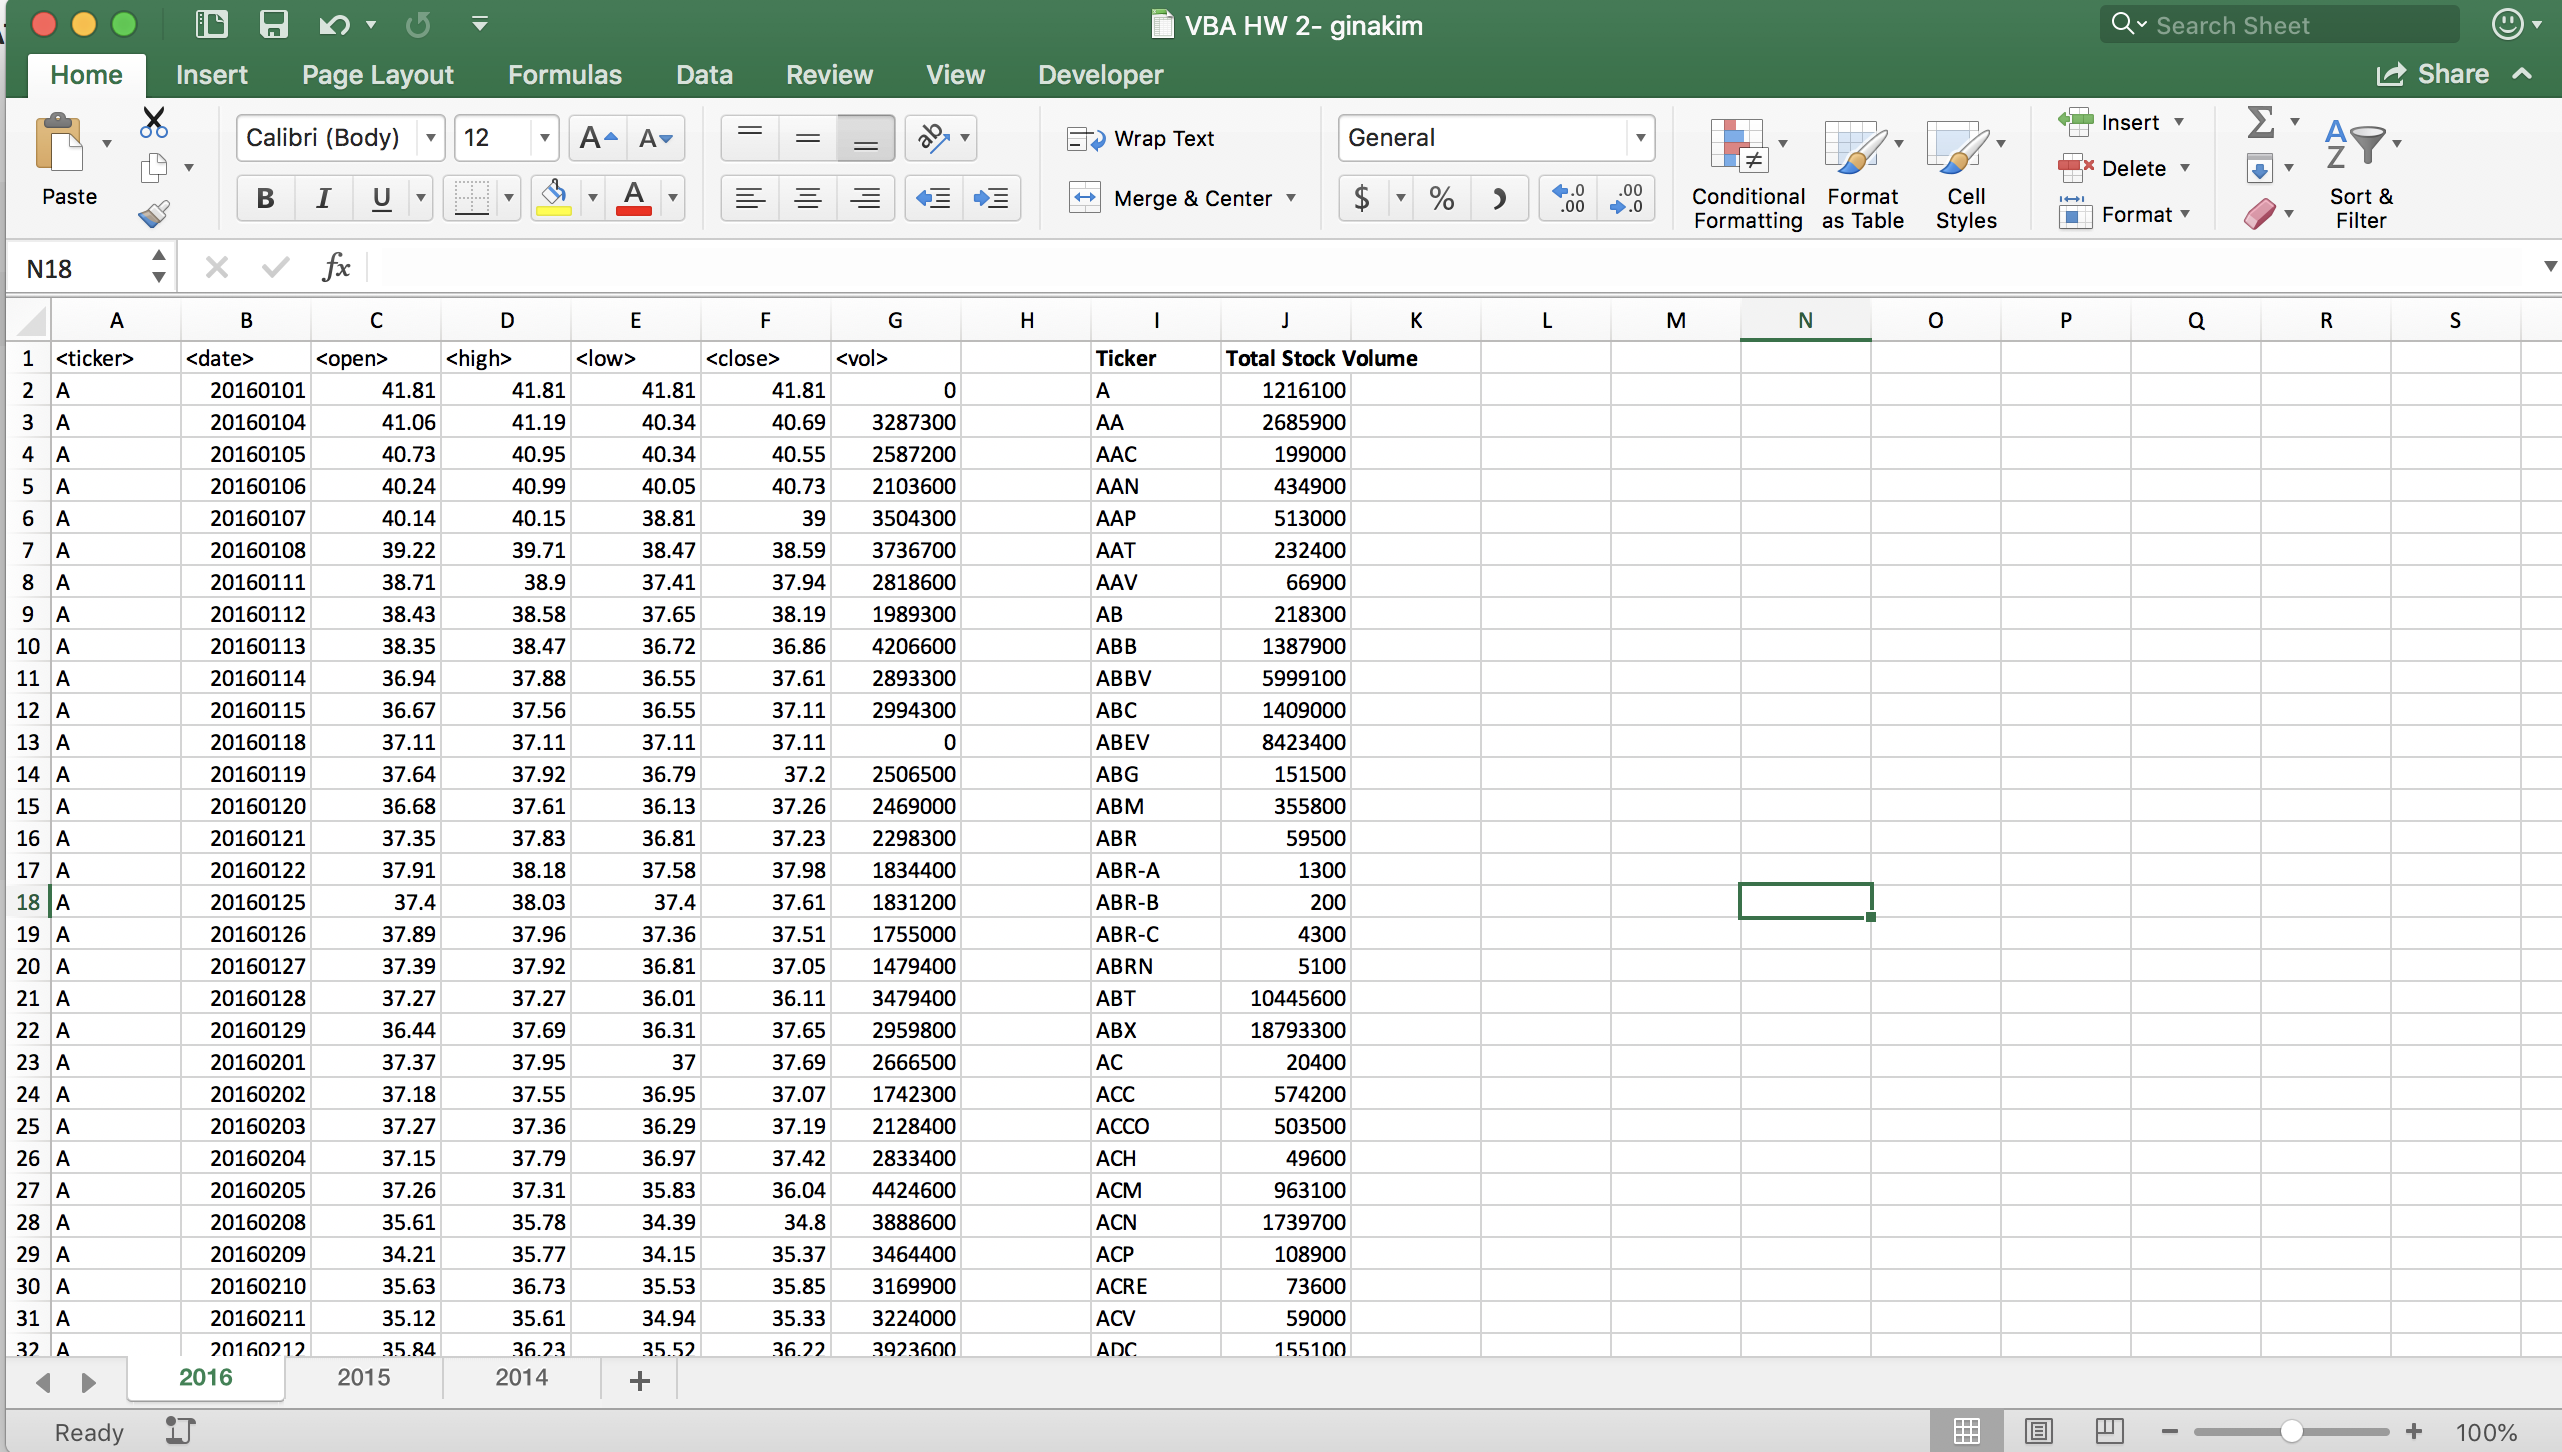 VBA HW 2- ginakim
Search Sheet
Home Insert Page Layout Formulas Data Review View Developer Share
Paste Calibri (Body) 12 A A Wrap Text General Insert
B I U A Merge & Center $ % .0 .00 .00 .0 Conditional Formatting Format as Table Cell Styles Delete Format Sort & Filter
N18 fx
A B C D E F G H I J K L M N O P Q R S
1 <ticker> <date> <open> <high> <low> <close> <vol> Ticker Total Stock Volume
2 A 20160101 41.81 41.81 41.81 41.81 0 A 1216100
3 A 20160104 41.06 41.19 40.34 40.69 3287300 AA 2685900
4 A 20160105 40.73 40.95 40.34 40.55 2587200 AAC 199000
5 A 20160106 40.24 40.99 40.05 40.73 2103600 AAN 434900
6 A 20160107 40.14 40.15 38.81 39 3504300 AAP 513000
7 A 20160108 39.22 39.71 38.47 38.59 3736700 AAT 232400
8 A 20160111 38.71 38.9 37.41 37.94 2818600 AAV 66900
9 A 20160112 38.43 38.58 37.65 38.19 1989300 AB 218300
10 A 20160113 38.35 38.47 36.72 36.86 4206600 ABB 1387900
11 A 20160114 36.94 37.88 36.55 37.61 2893300 ABBV 5999100
12 A 20160115 36.67 37.56 36.55 37.11 2994300 ABC 1409000
13 A 20160118 37.11 37.11 37.11 37.11 0 ABEV 8423400
14 A 20160119 37.64 37.92 36.79 37.2 2506500 ABG 151500
15 A 20160120 36.68 37.61 36.13 37.26 2469000 ABM 355800
16 A 20160121 37.35 37.83 36.81 37.23 2298300 ABR 59500
17 A 20160122 37.91 38.18 37.58 37.98 1834400 ABR-A 1300
18 A 20160125 37.4 38.03 37.4 37.61 1831200 ABR-B 200
19 A 20160126 37.89 37.96 37.36 37.51 1755000 ABR-C 4300
20 A 20160127 37.39 37.92 36.81 37.05 1479400 ABRN 5100
21 A 20160128 37.27 37.27 36.01 36.11 3479400 ABT 10445600
22 A 20160129 36.44 37.69 36.31 37.65 2959800 ABX 18793300
23 A 20160201 37.37 37.95 37 37.69 2666500 AC 20400
24 A 20160202 37.18 37.55 36.95 37.07 1742300 ACC 574200
25 A 20160203 37.27 37.36 36.29 37.19 2128400 ACCO 503500
26 A 20160204 37.15 37.79 36.97 37.42 2833400 ACH 49600
27 A 20160205 37.26 37.31 35.83 36.04 4424600 ACM 963100
28 A 20160208 35.61 35.78 34.39 34.8 3888600 ACN 1739700
29 A 20160209 34.21 35.77 34.15 35.37 3464400 ACP 108900
30 A 20160210 35.63 36.73 35.53 35.85 3169900 ACRE 73600
31 A 20160211 35.12 35.61 34.94 35.33 3224000 ACV 59000
32 A 20160212 35.84 36.23 35.52 36.22 3923600 ADC 155100
2016 2015 2014 +
Ready 100%